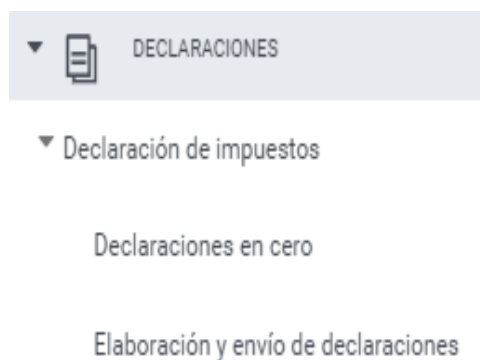 DECLARACIONES
Declaración de impuestos
Declaraciones en cero
Elaboración y envío de declaraciones